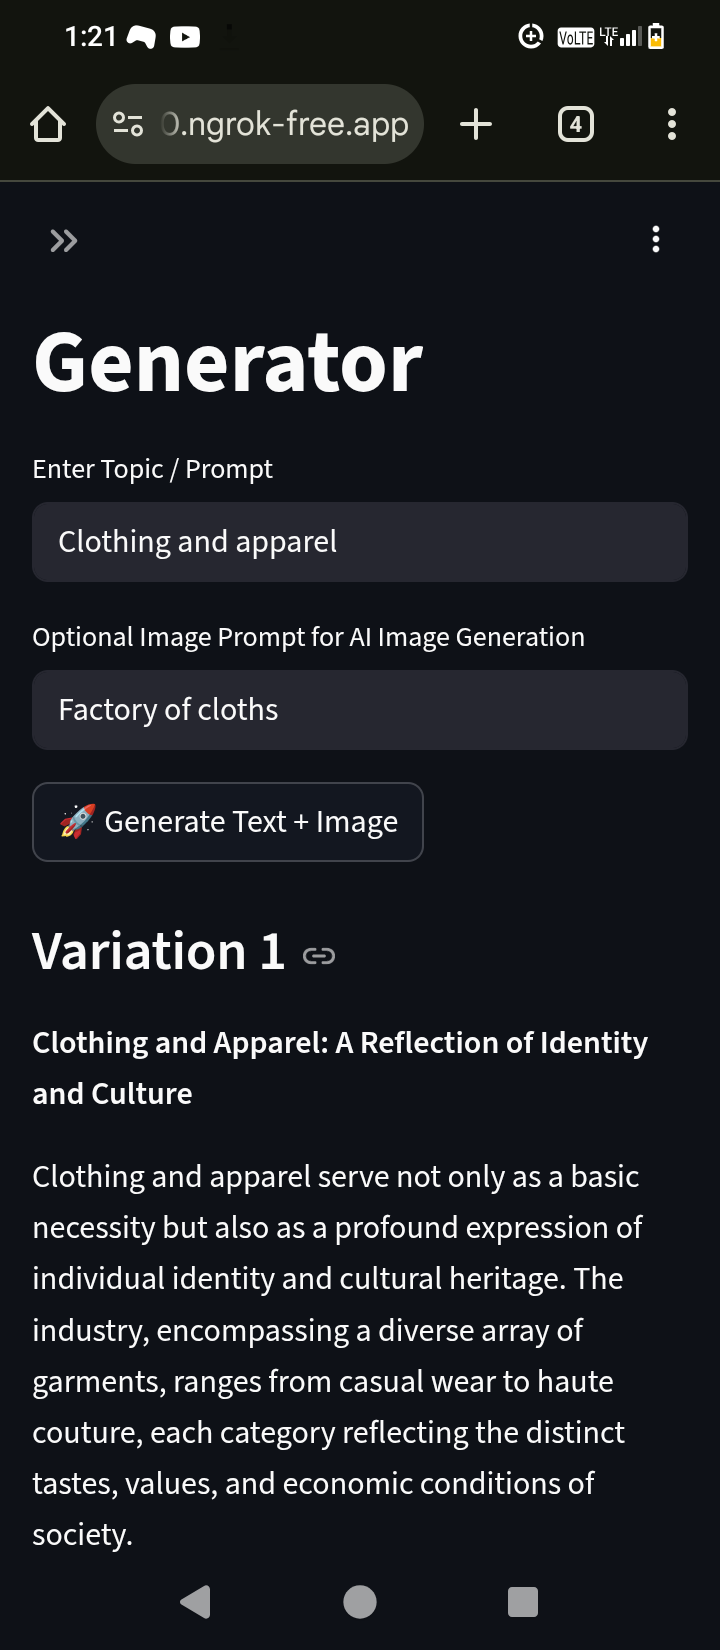 1:21
VoLTE LTE
0.ngrok-free.app
4
Generator
Enter Topic / Prompt
Clothing and apparel
Optional Image Prompt for AI Image Generation
Factory of cloths
🚀 Generate Text + Image
Variation 1
Clothing and Apparel: A Reflection of Identity
and Culture
Clothing and apparel serve not only as a basic
necessity but also as a profound expression of
individual identity and cultural heritage. The
industry, encompassing a diverse array of
garments, ranges from casual wear to haute
couture, each category reflecting the distinct
tastes, values, and economic conditions of
society.